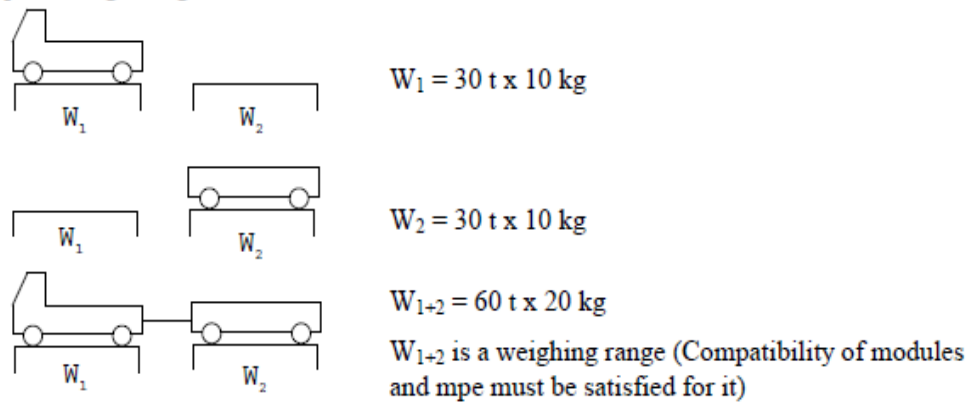 W₁ W₂ W₁ = 30 t x 10 kg
W₁ W₂ W₂ = 30 t x 10 kg
W₁₊₂ = 60 t x 20 kg
W₁ W₂ W₁₊₂ is a weighing range (Compatibility of modules
and mpe must be satisfied for it)